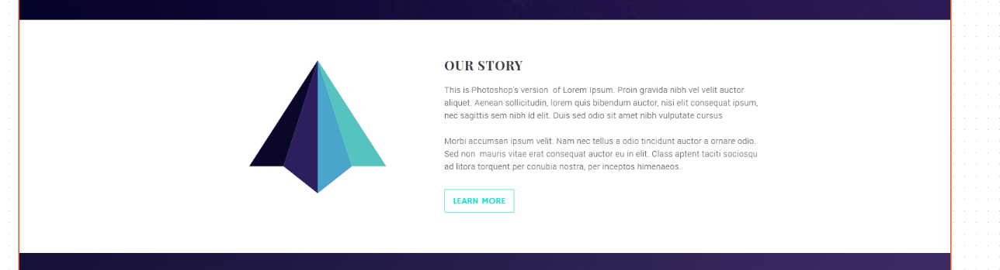 OUR STORY
This is Photoshop's version  of Lorem Ipsum. Proin gravida nibh vel velit auctor
aliquet. Aenean sollicitudin, lorem quis bibendum auctor, nisi elit consequat ipsum,
nec sagittis sem nibh id elit. Duis sed odio sit amet nibh vulputate cursus
Morbi accumsan ipsum velit. Nam nec tellus a odio tincidunt auctor a ornare odio.
Sed non  mauris vitae erat consequat auctor eu in elit. Class aptent taciti sociosqu
ad litora torquent per conubia nostra, per inceptos himenaeos.
LEARN MORE